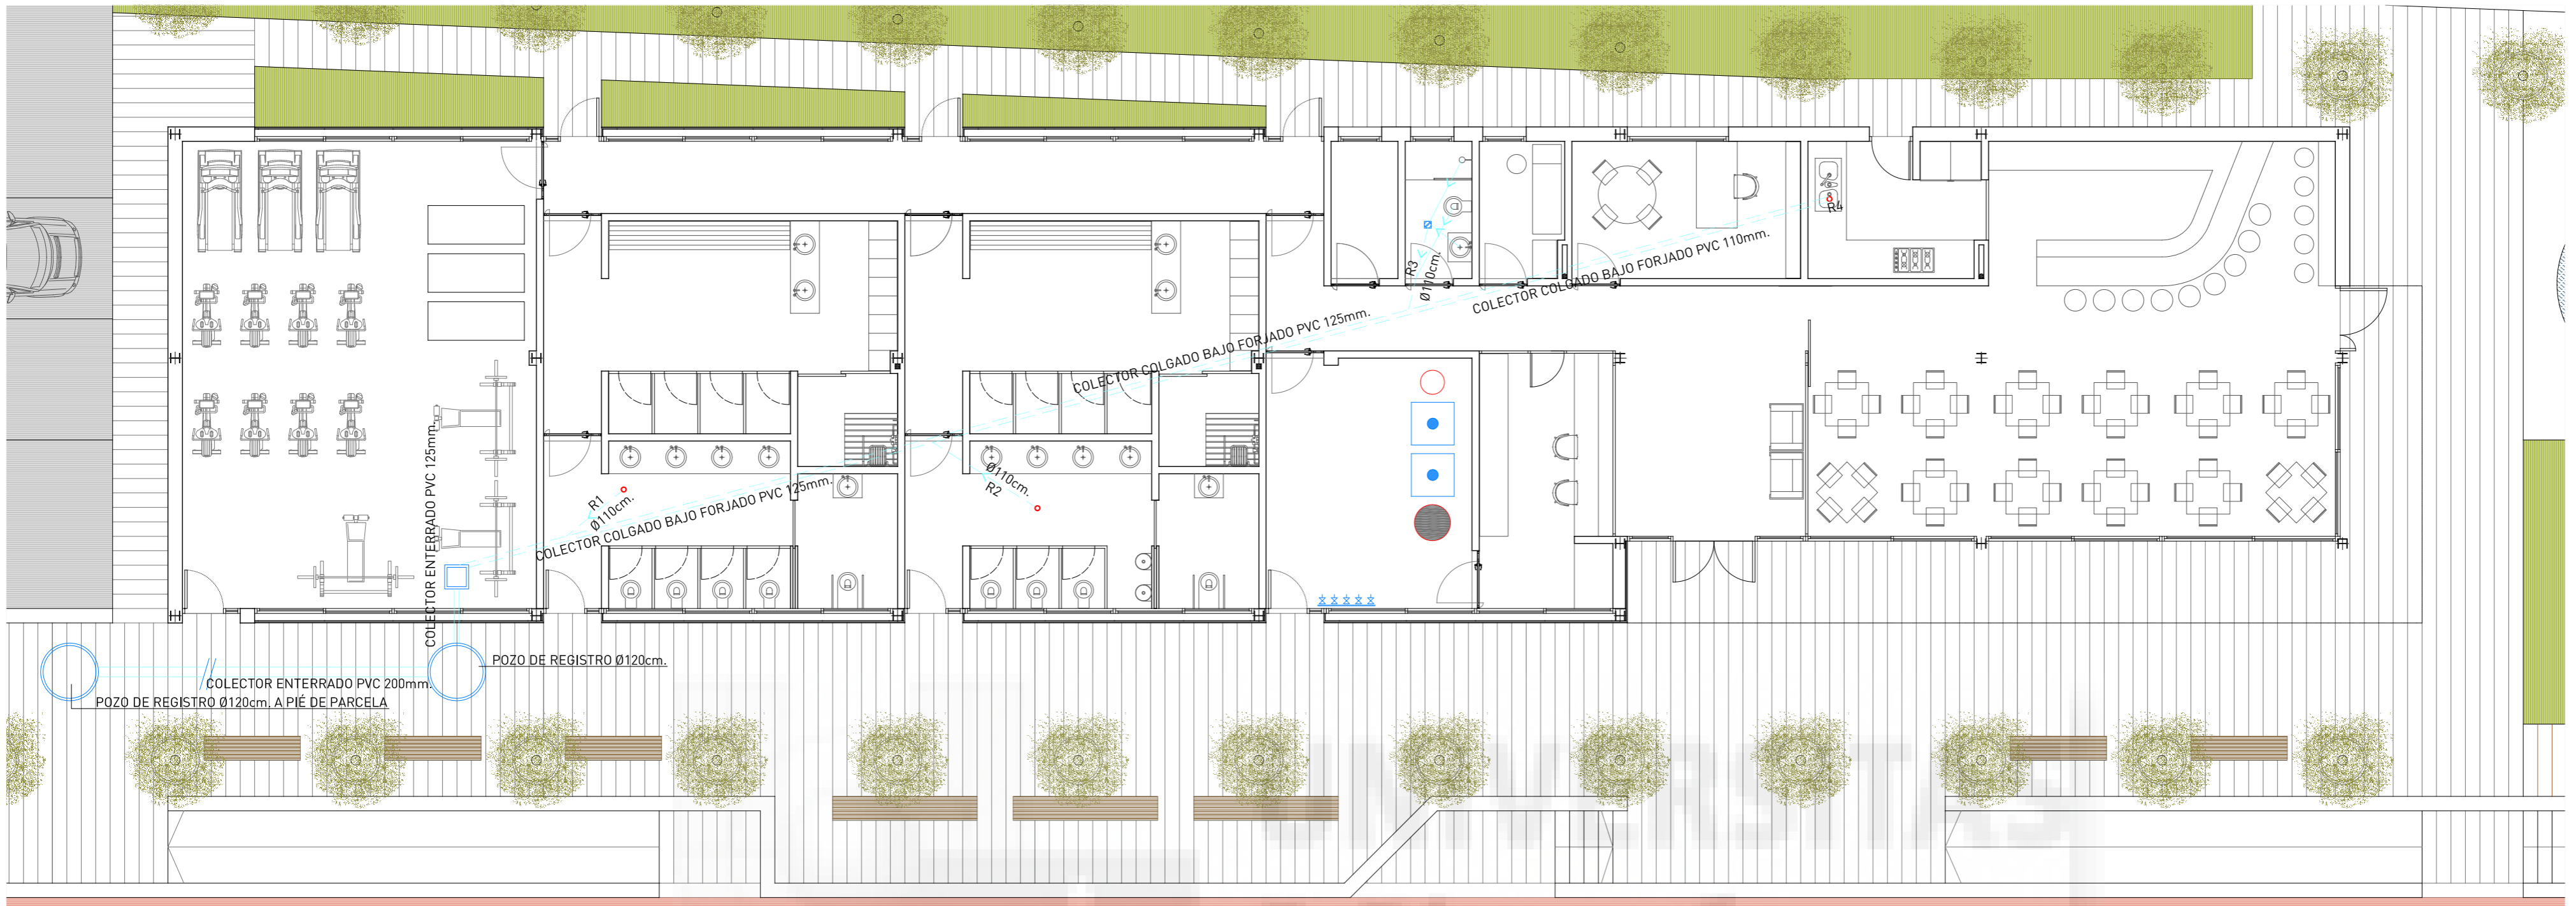 R4
COLECTOR COLGADO BAJO FORJADO PVC 110mm.
R3
Ø110cm.
COLECTOR COLGADO BAJO FORJADO PVC 125mm.
COLECTOR ENTERRADO PVC 125mm.
Ø110cm.
R2
R1
Ø110cm.
COLECTOR COLGADO BAJO FORJADO PVC 125mm.
POZO DE REGISTRO Ø120cm.
COLECTOR ENTERRADO PVC 200mm.
POZO DE REGISTRO Ø120cm. A PIÉ DE PARCELA
UNIVERSITAS